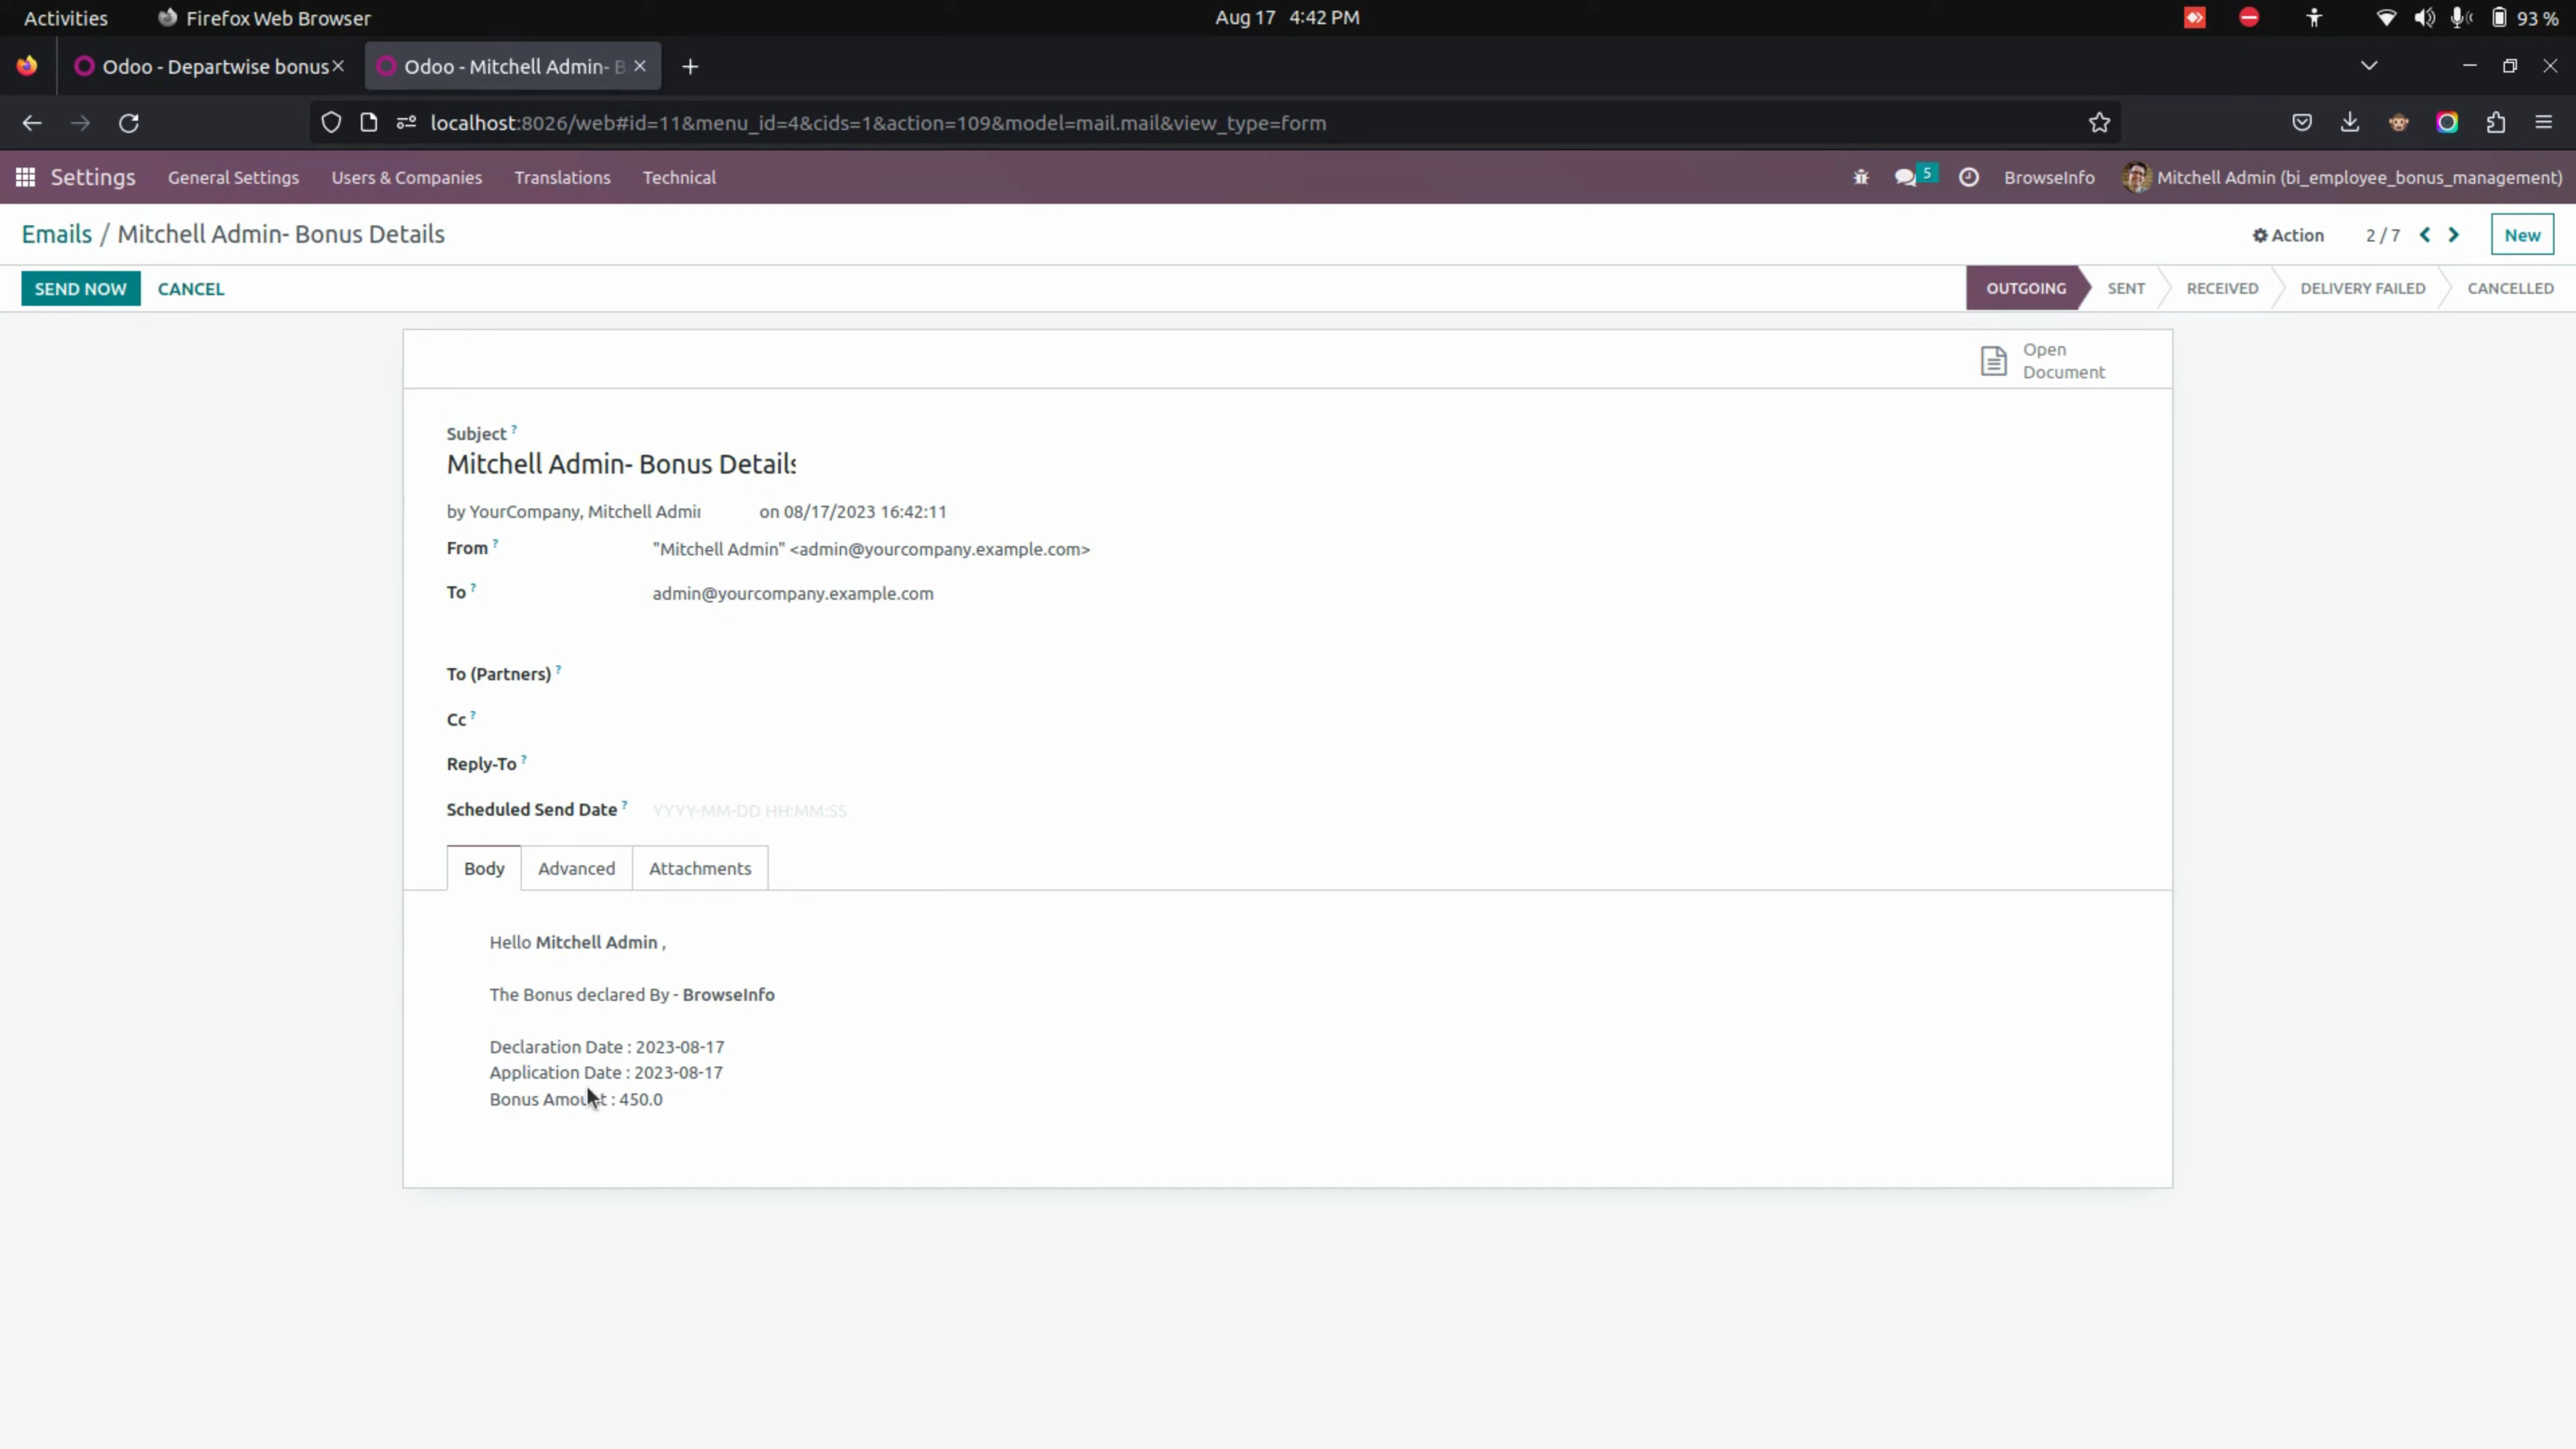 Activities Firefox Web Browser Aug 17 4:42 PM 93 %
Odoo - Departwise bonus Odoo - Mitchell Admin- B
localhost:8026/web#id=11&menu_id=4&cids=1&action=109&model=mail.mail&view_type=form
Settings General Settings Users & Companies Translations Technical 5 BrowseInfo Mitchell Admin (bi_employee_bonus_management)
Emails / Mitchell Admin- Bonus Details Action 2 / 7 New
SEND NOW CANCEL OUTGOING SENT RECEIVED DELIVERY FAILED CANCELLED
Open
Document
Subject ?
Mitchell Admin- Bonus Details
by YourCompany, Mitchell Admin on 08/17/2023 16:42:11
From ? "Mitchell Admin" <admin@yourcompany.example.com>
To ? admin@yourcompany.example.com
To (Partners) ?
Cc ?
Reply-To ?
Scheduled Send Date ? YYYY-MM-DD HH:MM:SS
Body Advanced Attachments
Hello Mitchell Admin ,
The Bonus declared By - BrowseInfo
Declaration Date : 2023-08-17
Application Date : 2023-08-17
Bonus Amount : 450.0